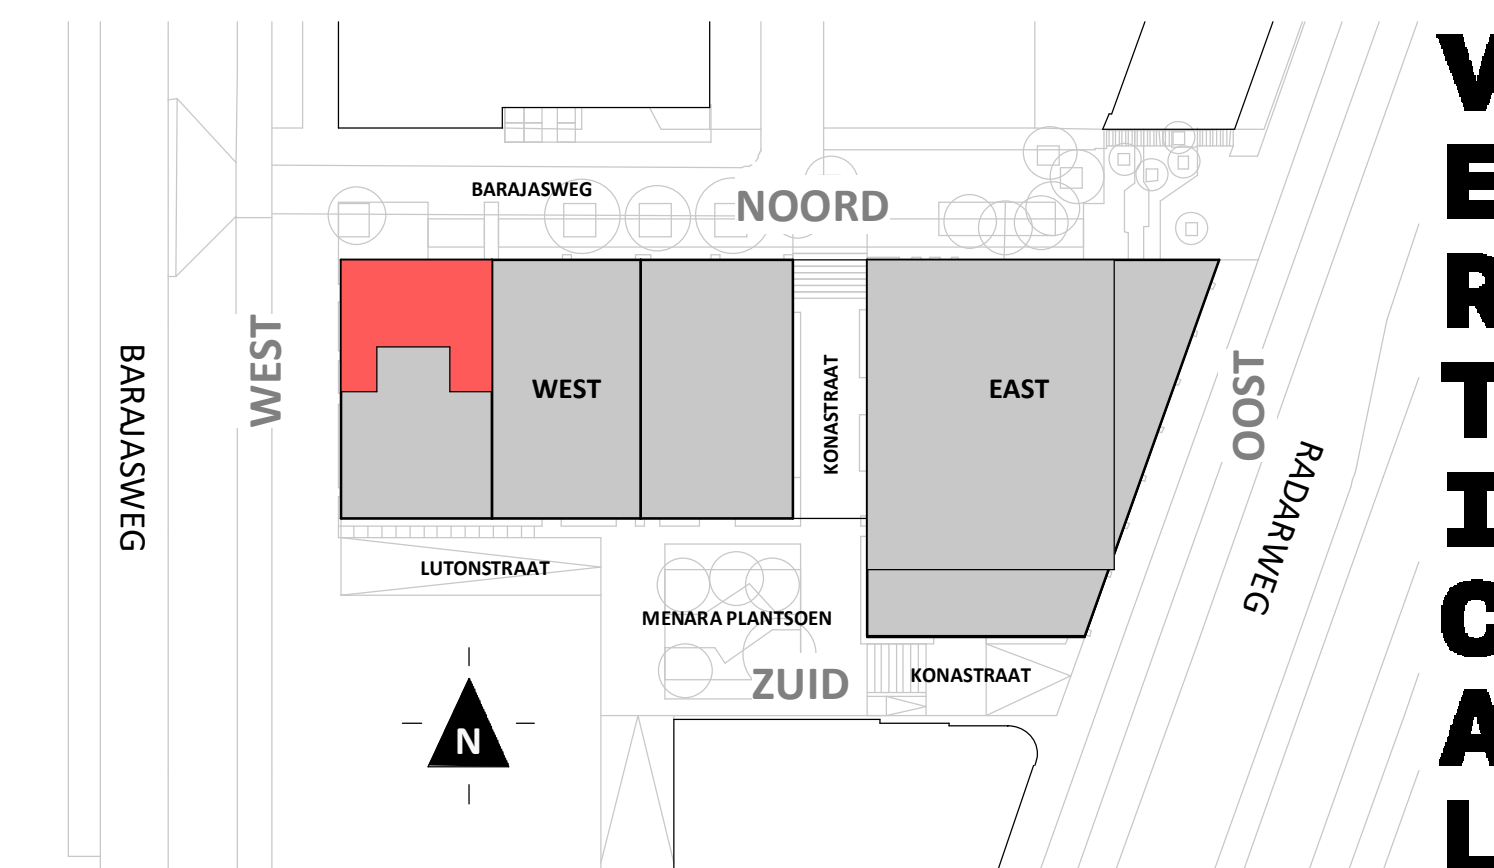 BARAJASWEG
NOORD
WEST
BARAJASWEG
WEST
KONASTRAAT
EAST
OOST
RADARWEG
LUTONSTRAAT
MENARA PLANTSOEN
ZUID
KONASTRAAT
N
VERTICAL